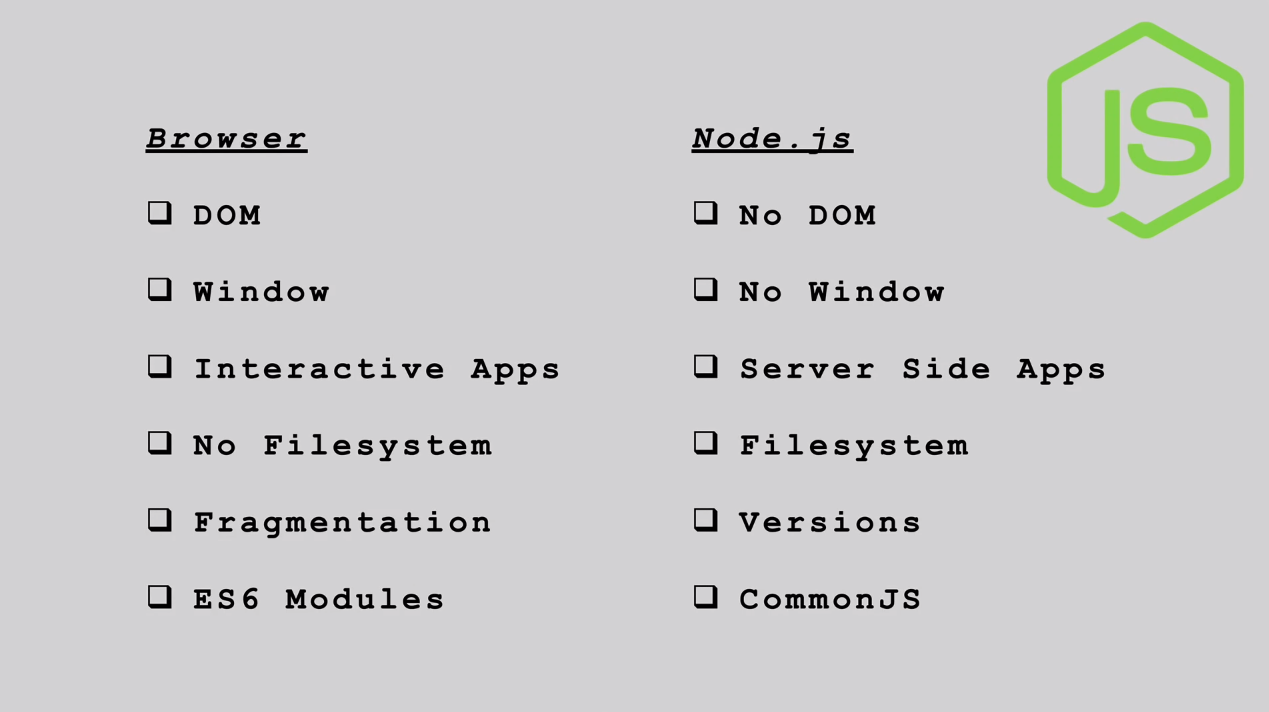 Browser
❑ DOM
❑ Window
❑ Interactive Apps
❑ No Filesystem
❑ Fragmentation
❑ ES6 Modules
Node.js
❑ No DOM
❑ No Window
❑ Server Side Apps
❑ Filesystem
❑ Versions
❑ CommonJS
JS